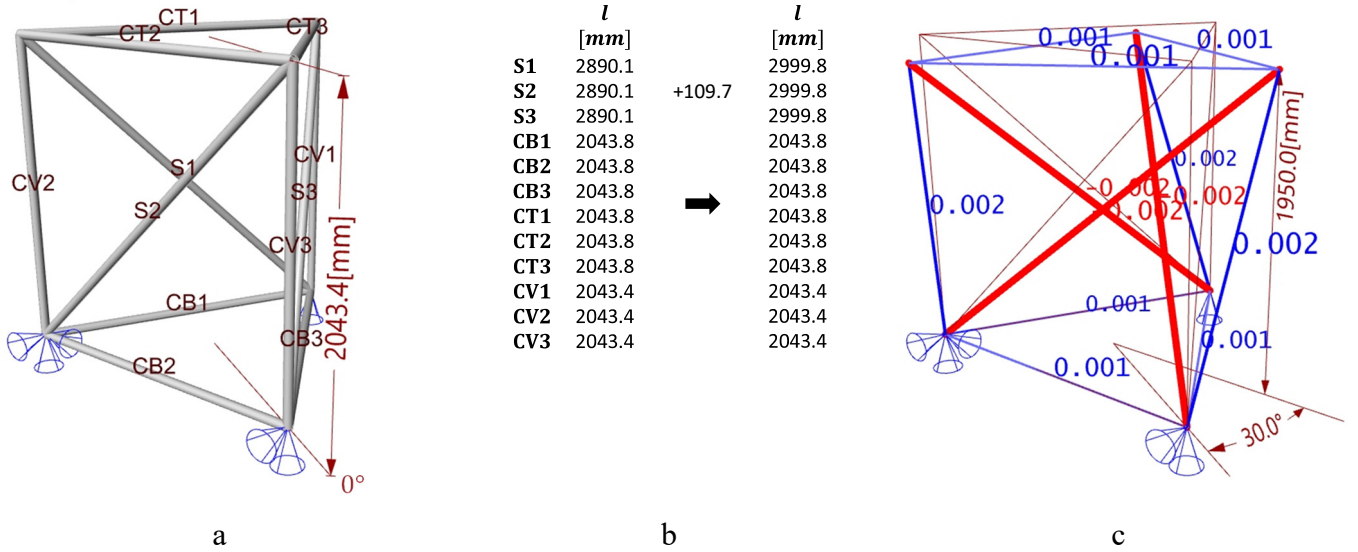 CT1
CT2
CT3
CV1
CV2
S1
S3
S2
CV3
CB1
CB3
CB2
2043.4[mm]
0°
a
l l
[mm] [mm]
S1 2890.1 2999.8
S2 2890.1 +109.7 2999.8
S3 2890.1 2999.8
CB1 2043.8 2043.8
CB2 2043.8 2043.8
CB3 2043.8 2043.8
CT1 2043.8 2043.8
CT2 2043.8 2043.8
CT3 2043.8 2043.8
CV1 2043.4 2043.4
CV2 2043.4 2043.4
CV3 2043.4 2043.4
b
0.001
0.001
0.001
0.002
-0.002
0.002
0.002
0.002
0.002
1950.0[mm]
0.001
0.001
0.001
30.0°
c